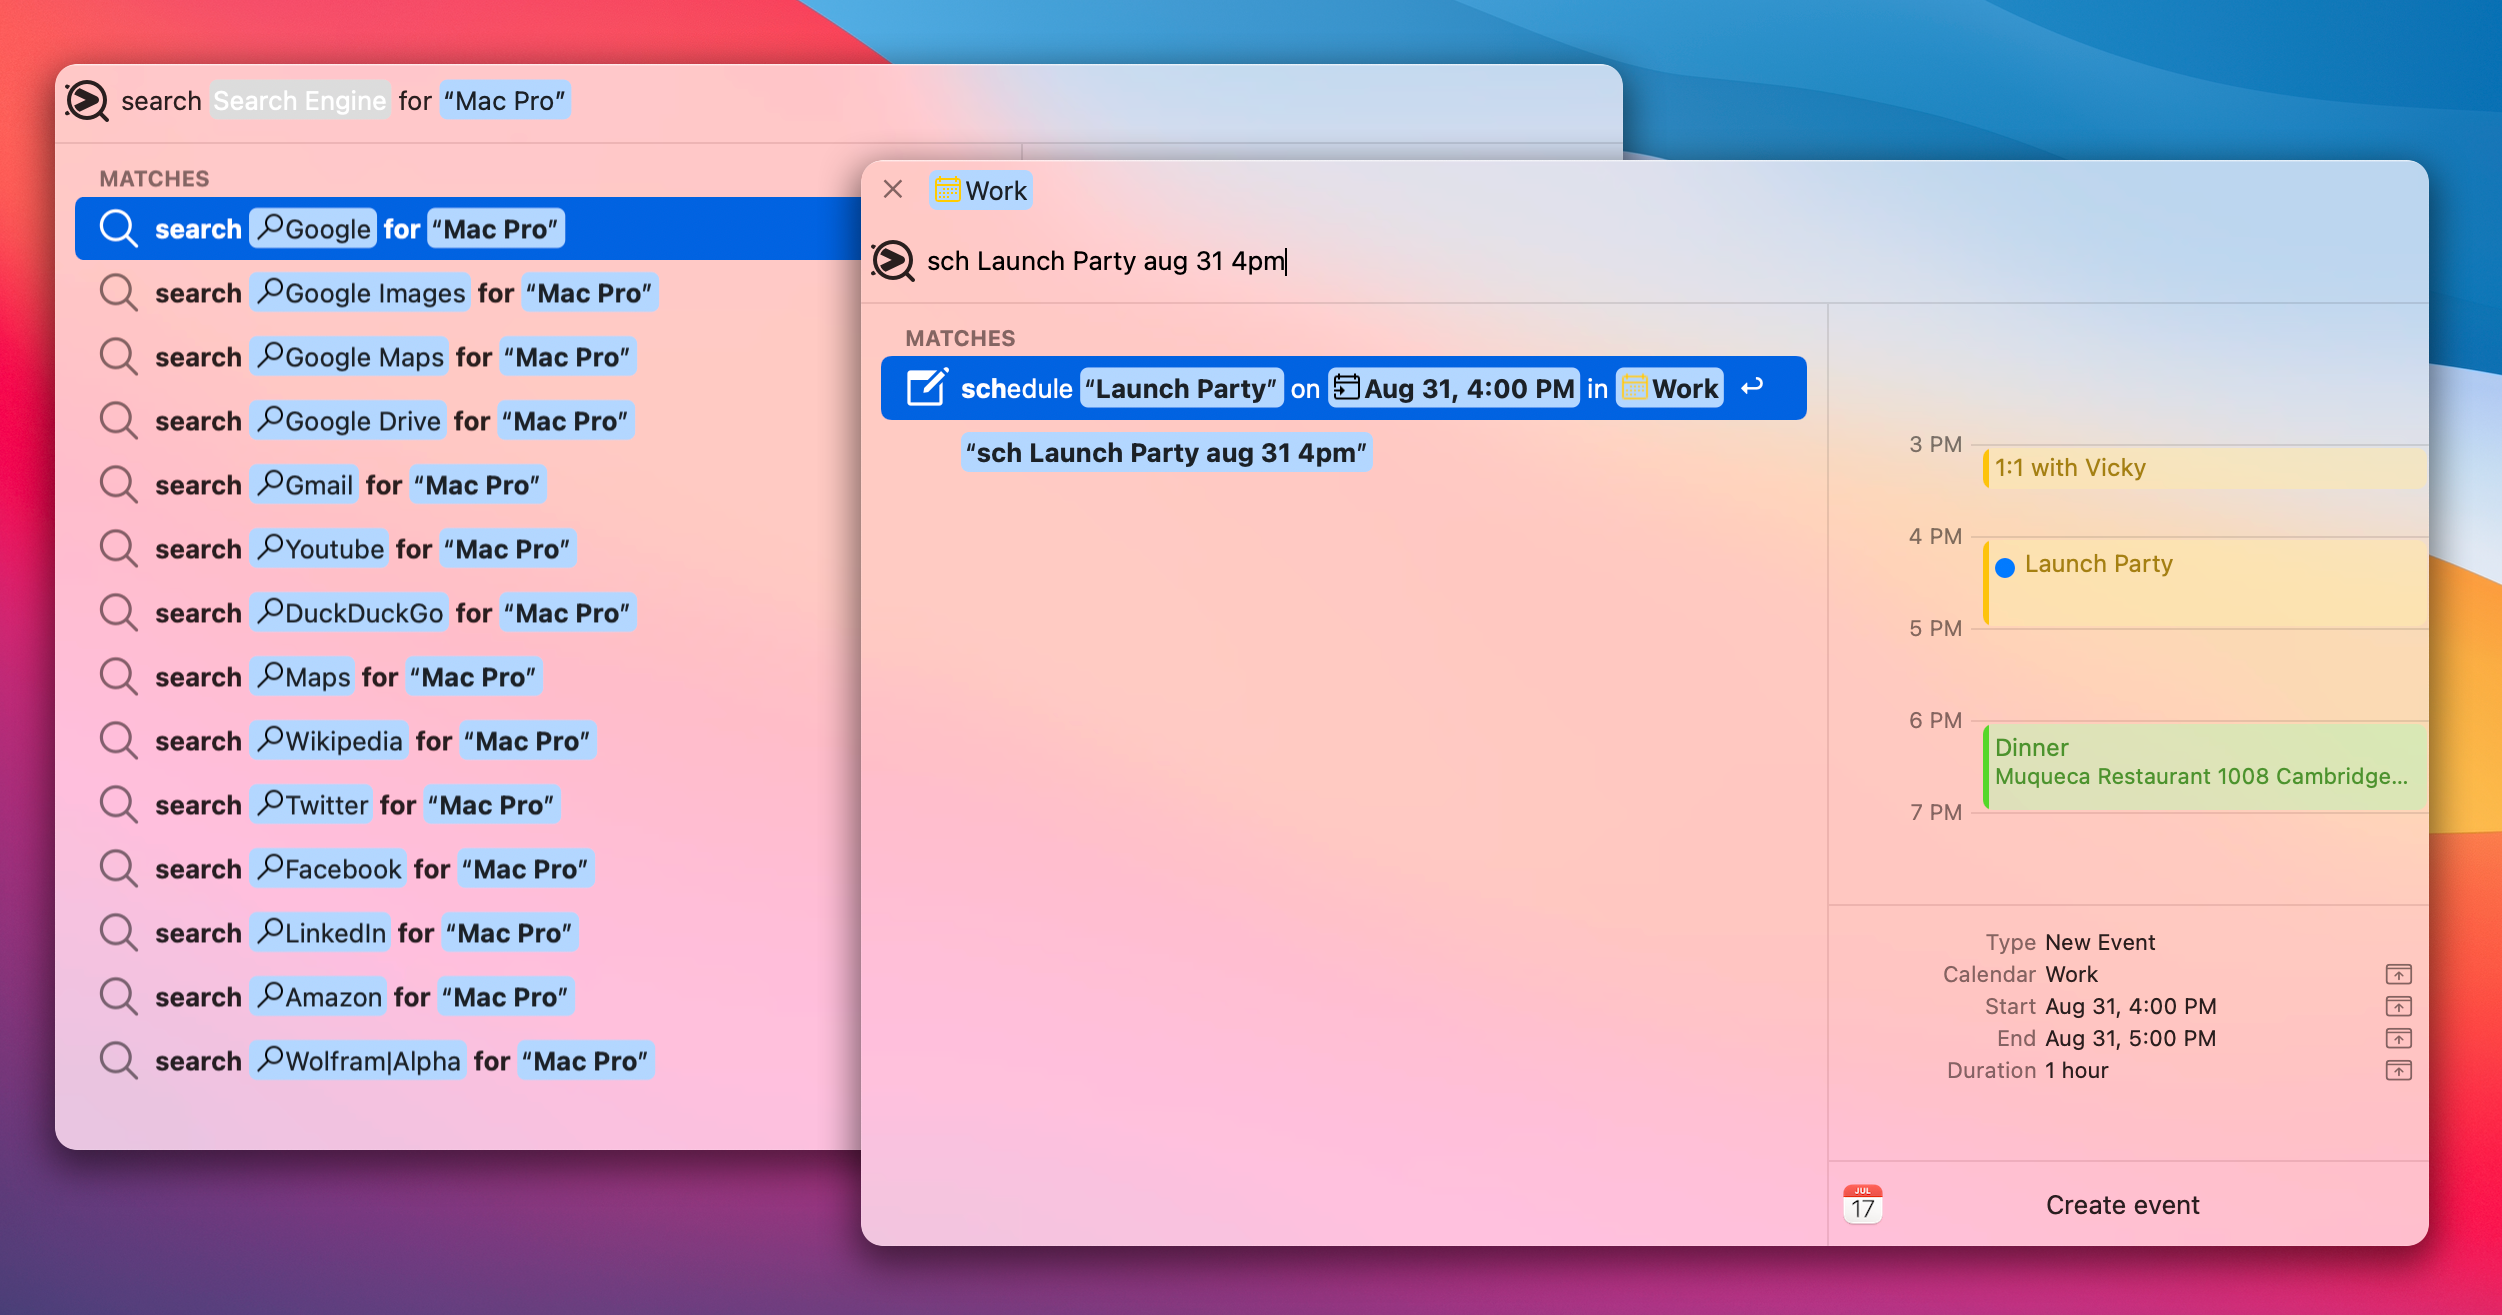 search Search Engine for “Mac Pro”
MATCHES
search Google for “Mac Pro”
search Google Images for “Mac Pro”
search Google Maps for “Mac Pro”
search Google Drive for “Mac Pro”
search Gmail for “Mac Pro”
search Youtube for “Mac Pro”
search DuckDuckGo for “Mac Pro”
search Maps for “Mac Pro”
search Wikipedia for “Mac Pro”
search Twitter for “Mac Pro”
search Facebook for “Mac Pro”
search LinkedIn for “Mac Pro”
search Amazon for “Mac Pro”
search Wolfram|Alpha for “Mac Pro”
Work
sch Launch Party aug 31 4pm
MATCHES
schedule “Launch Party” on Aug 31, 4:00 PM in Work
“sch Launch Party aug 31 4pm”
3 PM
1:1 with Vicky
4 PM
Launch Party
5 PM
6 PM
Dinner
Muqueca Restaurant 1008 Cambridge...
7 PM
Type New Event
Calendar Work
Start Aug 31, 4:00 PM
End Aug 31, 5:00 PM
Duration 1 hour
JUL
17
Create event